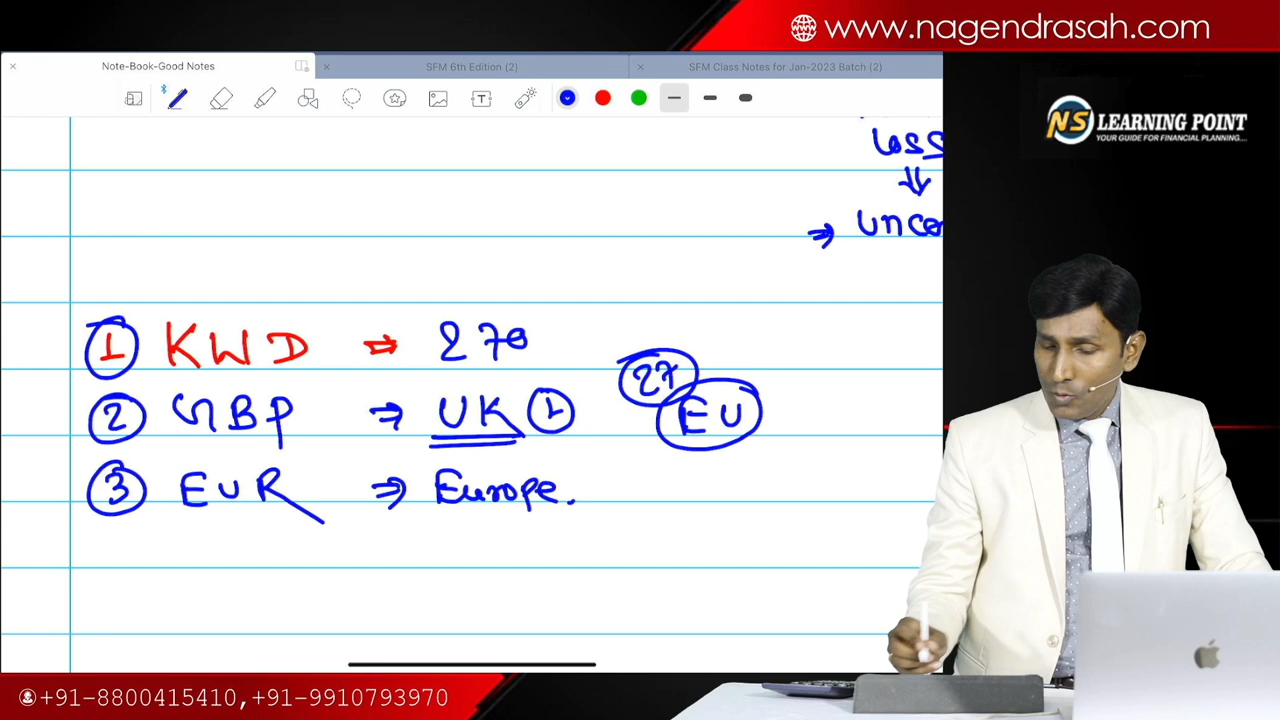 www.nagendrasah.com
Note-Book-Good Notes
SFM 6th Edition (2)
SFM Class Notes for Jan-2023 Batch (2)
NS LEARNING POINT
YOUR GUIDE FOR FINANCIAL PLANNING....
Loss
⇓
⇒
1 KWD ⇒ 270
2 GBP ⇒ UK 1
27
EU
3 EUR ⇒ Europe.
+91-8800415410,+91-9910793970